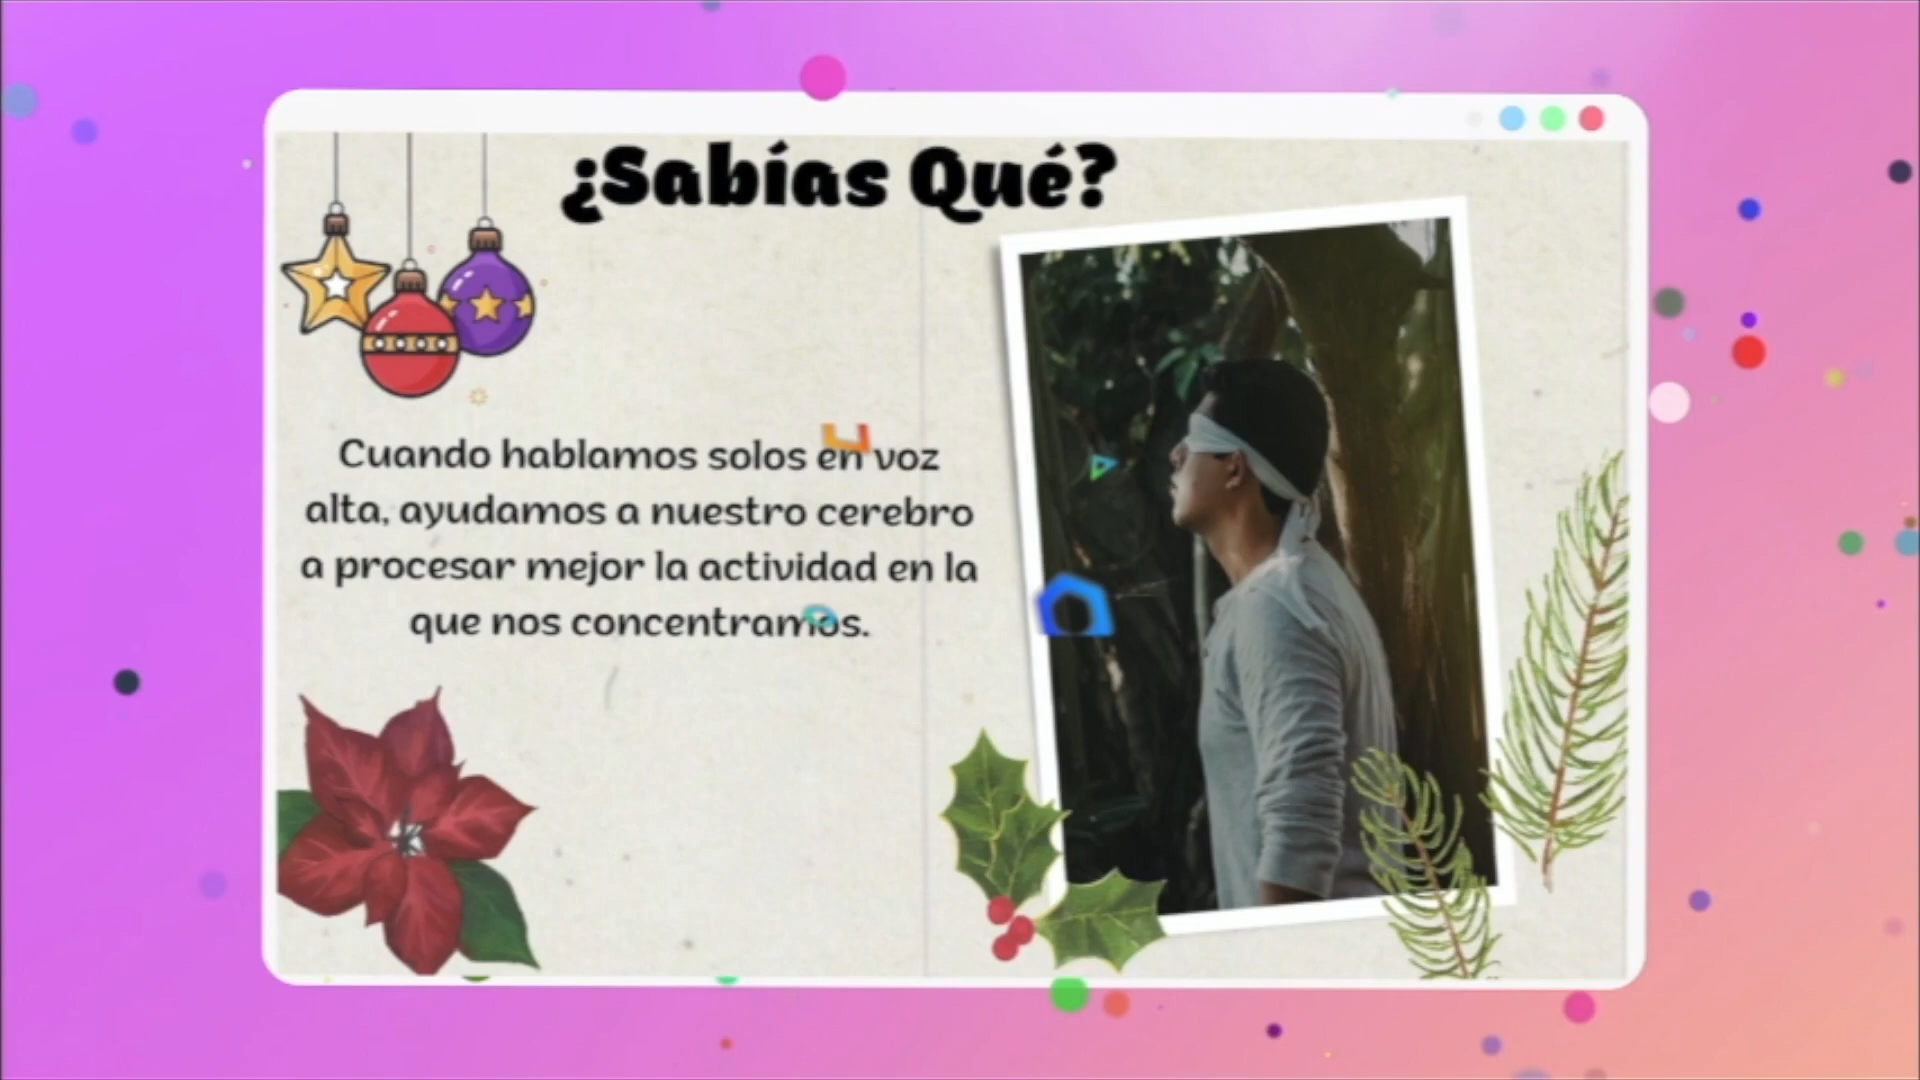 ¿Sabías Qué?
Cuando hablamos solos en voz
alta, ayudamos a nuestro cerebro
a procesar mejor la actividad en la
que nos concentramos.